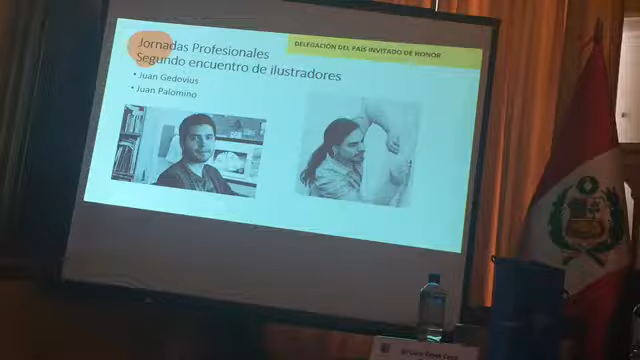 DELEGACIÓN DEL PAÍS INVITADO DE HONOR
Jornadas Profesionales
Segundo encuentro de ilustradores
• Juan Gedovius
• Juan Palomino